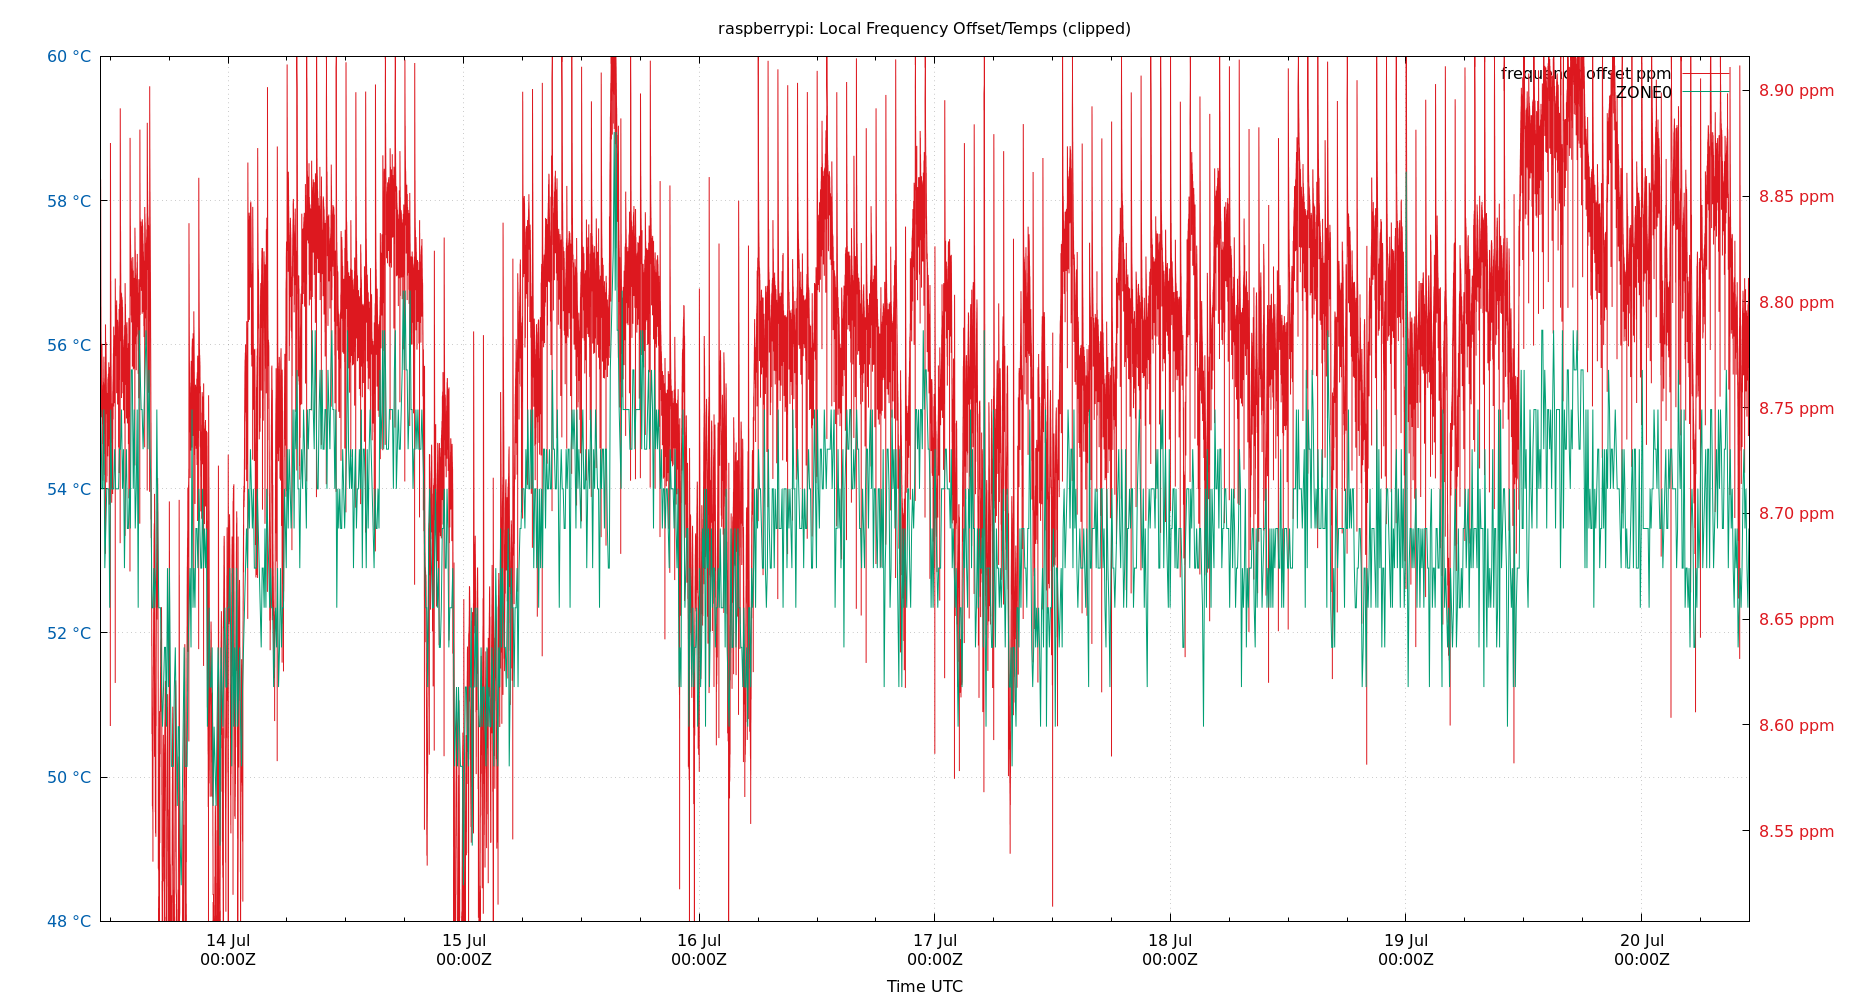 raspberrypi: Local Frequency Offset/Temps (clipped)
60 °C
58 °C
56 °C
54 °C
52 °C
50 °C
48 °C
frequency offset ppm
ZONE0
8.90 ppm
8.85 ppm
8.80 ppm
8.75 ppm
8.70 ppm
8.65 ppm
8.60 ppm
8.55 ppm
14 Jul 15 Jul 16 Jul 17 Jul 18 Jul 19 Jul 20 Jul
00:00Z 00:00Z 00:00Z 00:00Z 00:00Z 00:00Z 00:00Z
Time UTC